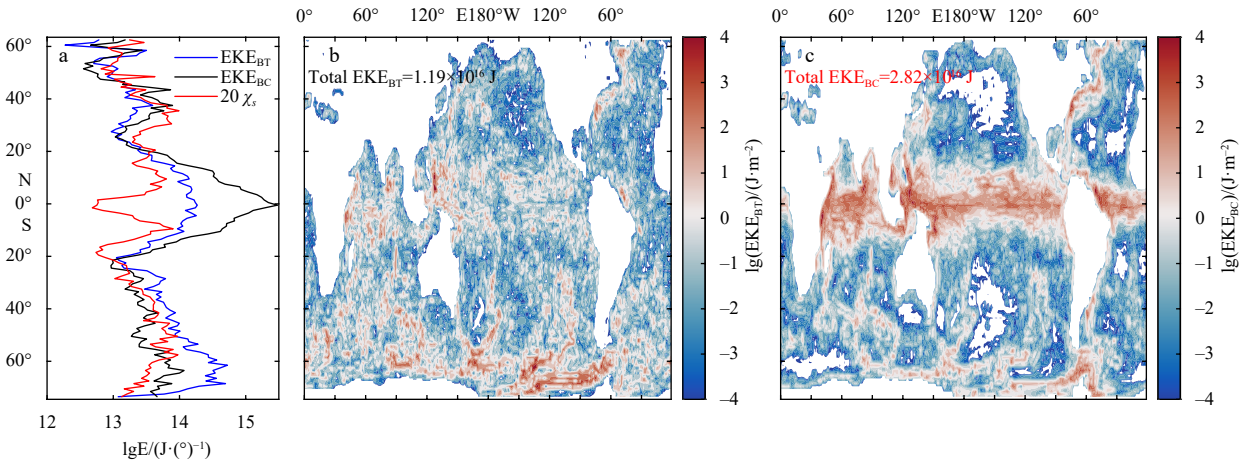 0° 60° 120° E180°W 120° 60°
0° 60° 120° E180°W 120° 60°
a
EKE_BT
EKE_BC
20 χ_s
60°
40°
20°
N
0°
S
20°
40°
60°
12 13 14 15
lgE/(J·(°)⁻¹)
b
Total EKE_BT=1.19×10¹⁶ J
4
3
2
1
0
−1
−2
−3
−4
lg(EKE_BT)/(J·m⁻²)
c
Total EKE_BC=2.82×10 J
4
3
2
1
0
−1
−2
−3
−4
lg(EKE_BC)/(J·m⁻²)